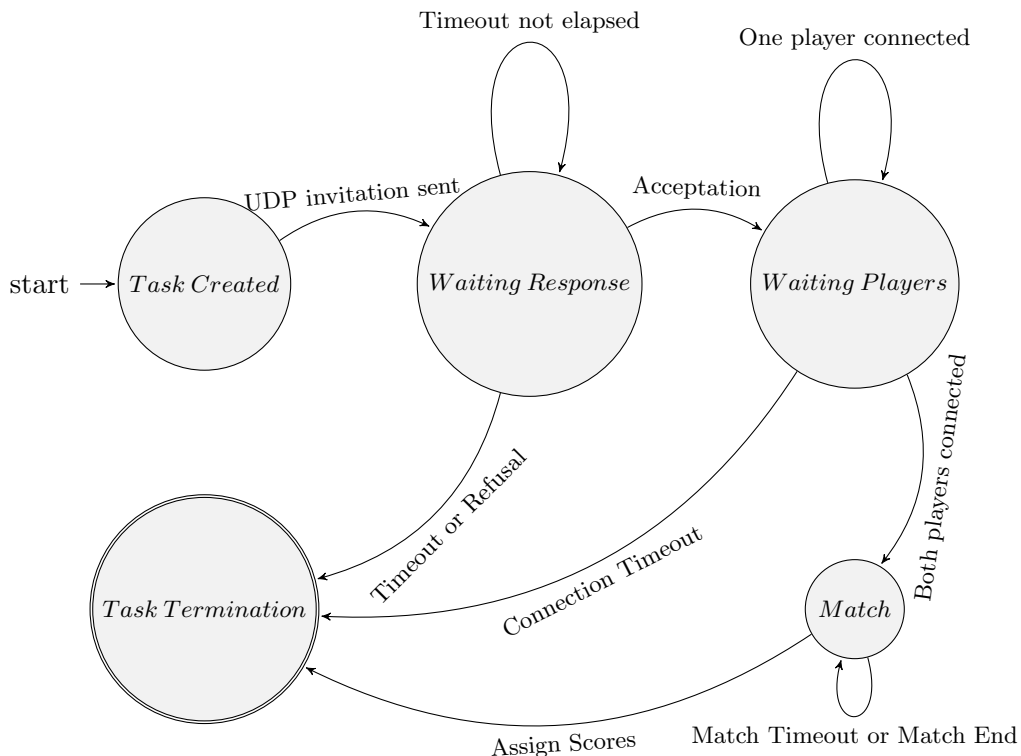 Timeout not elapsed
One player connected
UDP invitation sent
Acceptation
start
Task Created
Waiting Response
Waiting Players
Both players connected
Timeout or Refusal
Connection Timeout
Task Termination
Match
Assign Scores
Match Timeout or Match End